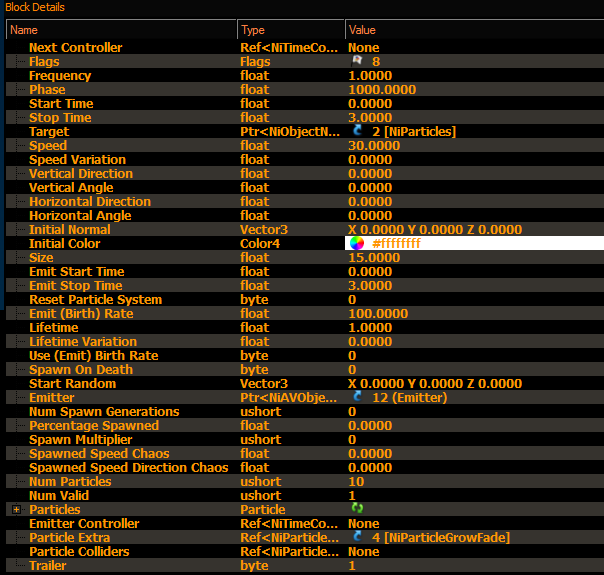 Block Details
Name Type Value
Next Controller Ref<NiTimeCo... None
Flags Flags 8
Frequency float 1.0000
Phase float 1000.0000
Start Time float 0.0000
Stop Time float 3.0000
Target Ptr<NiObjectN... 2 [NiParticles]
Speed float 30.0000
Speed Variation float 0.0000
Vertical Direction float 0.0000
Vertical Angle float 0.0000
Horizontal Direction float 0.0000
Horizontal Angle float 0.0000
Initial Normal Vector3 X 0.0000 Y 0.0000 Z 0.0000
Initial Color Color4 #ffffffff
Size float 15.0000
Emit Start Time float 0.0000
Emit Stop Time float 3.0000
Reset Particle System byte 0
Emit (Birth) Rate float 100.0000
Lifetime float 1.0000
Lifetime Variation float 0.0000
Use (Emit) Birth Rate byte 0
Spawn On Death byte 0
Start Random Vector3 X 0.0000 Y 0.0000 Z 0.0000
Emitter Ptr<NiAVObje... 12 (Emitter)
Num Spawn Generations ushort 0
Percentage Spawned float 0.0000
Spawn Multiplier ushort 0
Spawned Speed Chaos float 0.0000
Spawned Speed Direction Chaos float 0.0000
Num Particles ushort 10
Num Valid ushort 1
Particles Particle
Emitter Controller Ref<NiTimeCo... None
Particle Extra Ref<NiParticle... 4 [NiParticleGrowFade]
Particle Colliders Ref<NiParticle... None
Trailer byte 1